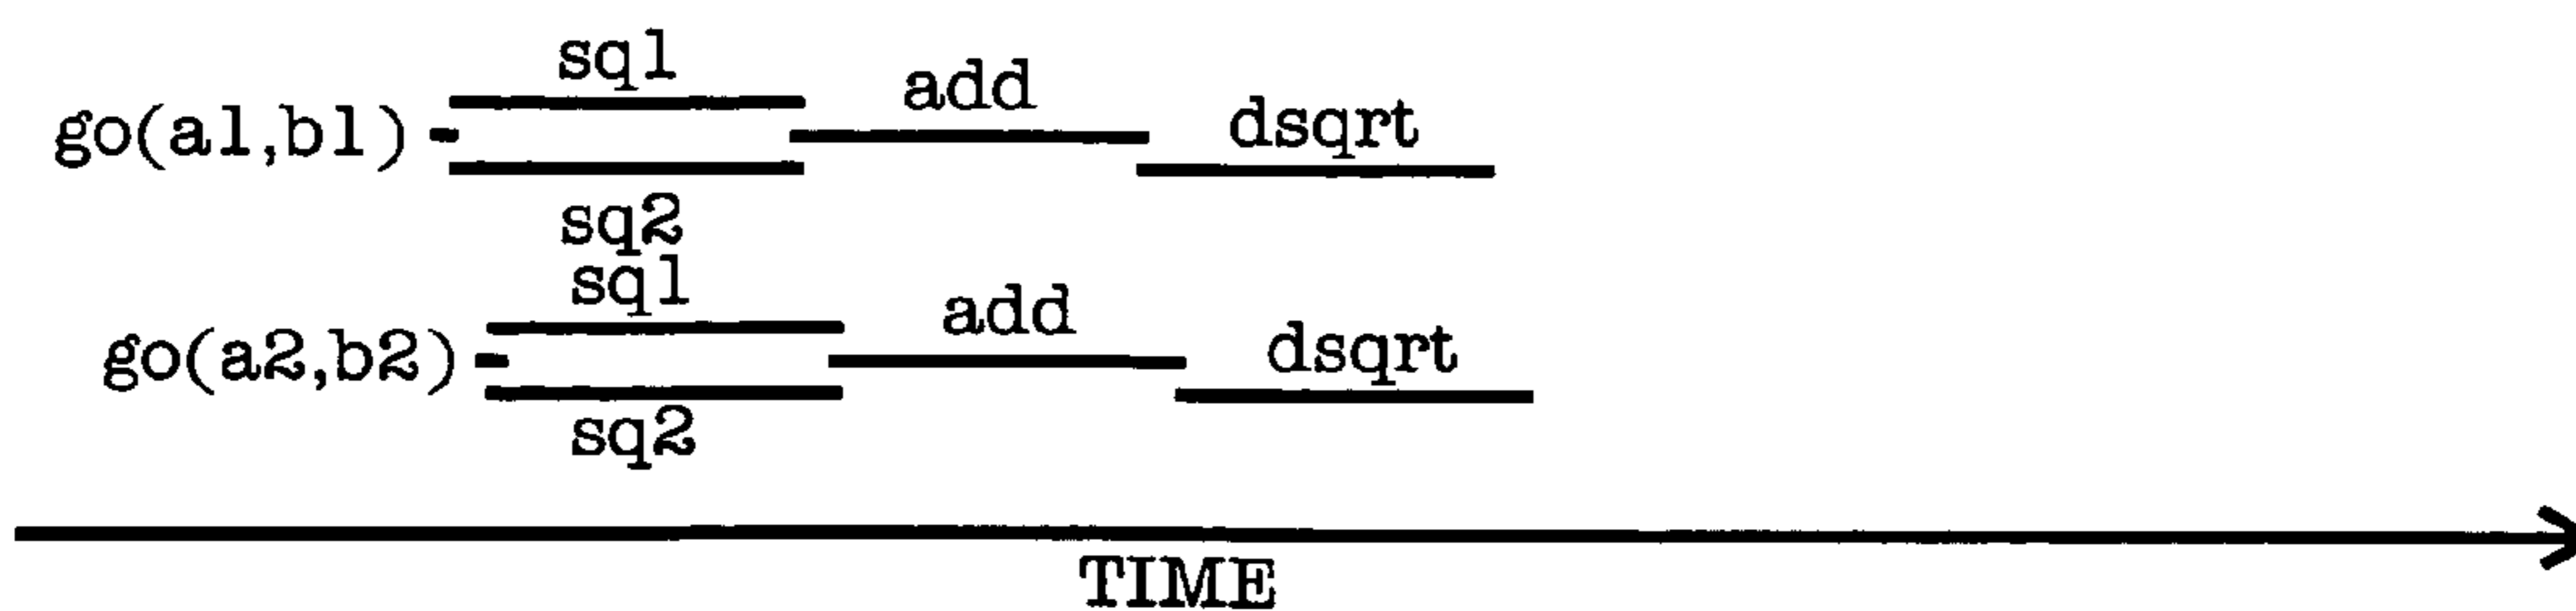 sq1
add
go(a1,b1)
dsqrt
sq2
sq1
add
go(a2,b2)
dsqrt
sq2
TIME